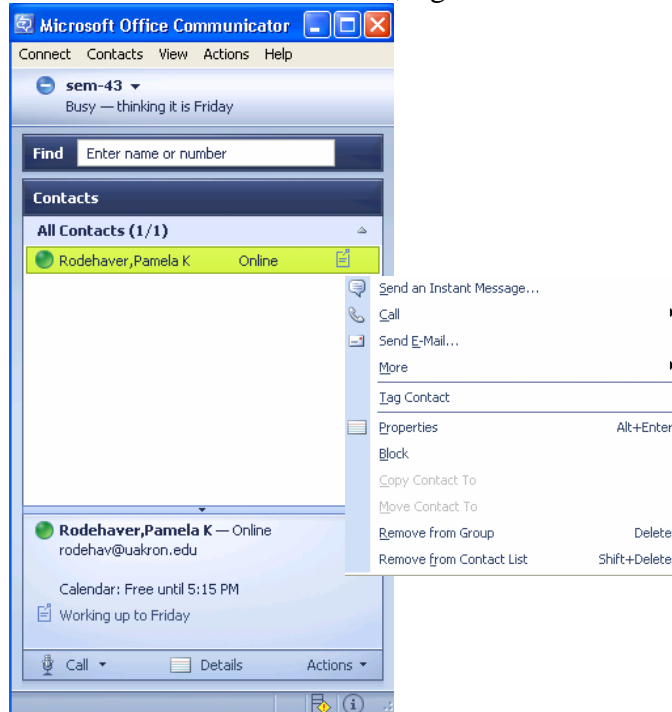 Microsoft Office Communicator
Connect Contacts View Actions Help
sem-43
Busy — thinking it is Friday
Find Enter name or number
Contacts
All Contacts (1/1)
Rodehaver,Pamela K Online
Send an Instant Message...
Call
Send E-Mail...
More
Tag Contact
Properties Alt+Enter
Block
Copy Contact To
Move Contact To
Remove from Group Delete
Remove from Contact List Shift+Delete
Rodehaver,Pamela K — Online
rodehav@uakron.edu
Calendar: Free until 5:15 PM
Working up to Friday
Call Details Actions